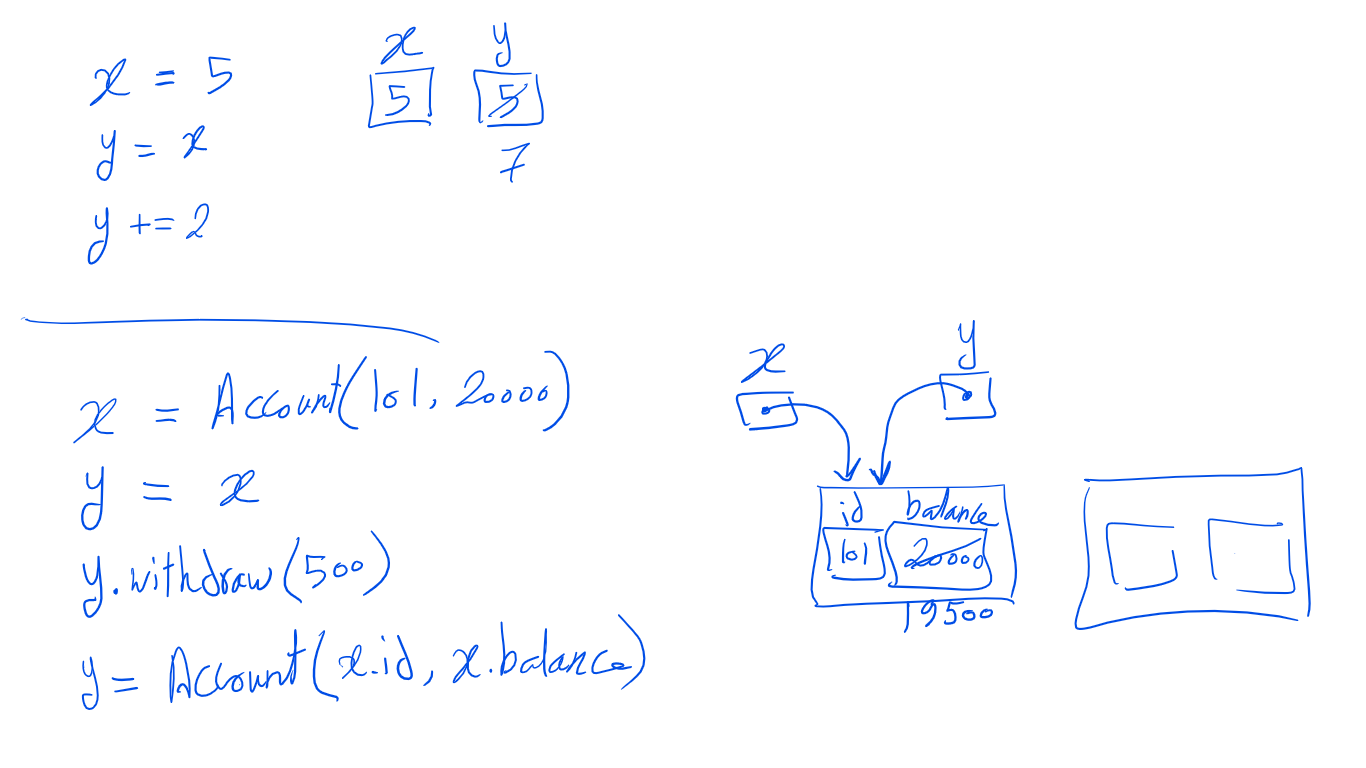 x = 5
y = x
y += 2
x y
5 5
7
x = Account(101, 20000)
y = x
y.withdraw(500)
y = Account(x.id, x.balance)
x y
id balance
101 20000
19500